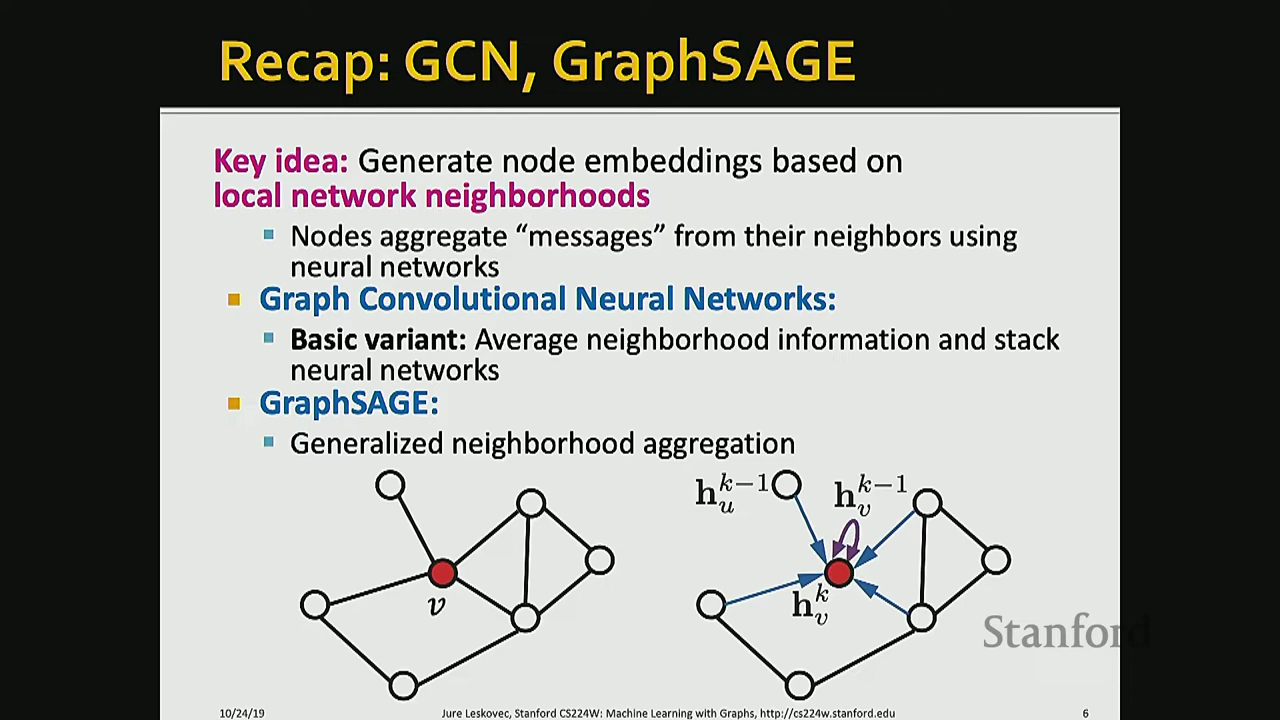 Recap: GCN, GraphSAGE
Key idea: Generate node embeddings based on
local network neighborhoods
Nodes aggregate “messages” from their neighbors using
neural networks
Graph Convolutional Neural Networks:
Basic variant: Average neighborhood information and stack
neural networks
GraphSAGE:
Generalized neighborhood aggregation
v
h_u^{k−1}
h_v^{k−1}
h_v^k
Stanford
10/24/19
Jure Leskovec, Stanford CS224W: Machine Learning with Graphs, http://cs224w.stanford.edu
6